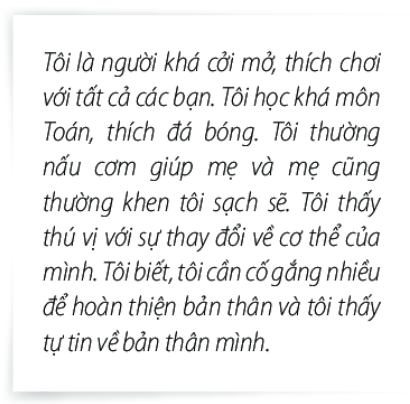 Tôi là người khá cởi mở, thích chơi
với tất cả các bạn. Tôi học khá môn
Toán, thích đá bóng. Tôi thường
nấu cơm giúp mẹ và mẹ cũng
thường khen tôi sạch sẽ. Tôi thấy
thú vị với sự thay đổi về cơ thể của
mình. Tôi biết, tôi cần cố gắng nhiều
để hoàn thiện bản thân và tôi thấy
tự tin về bản thân mình.